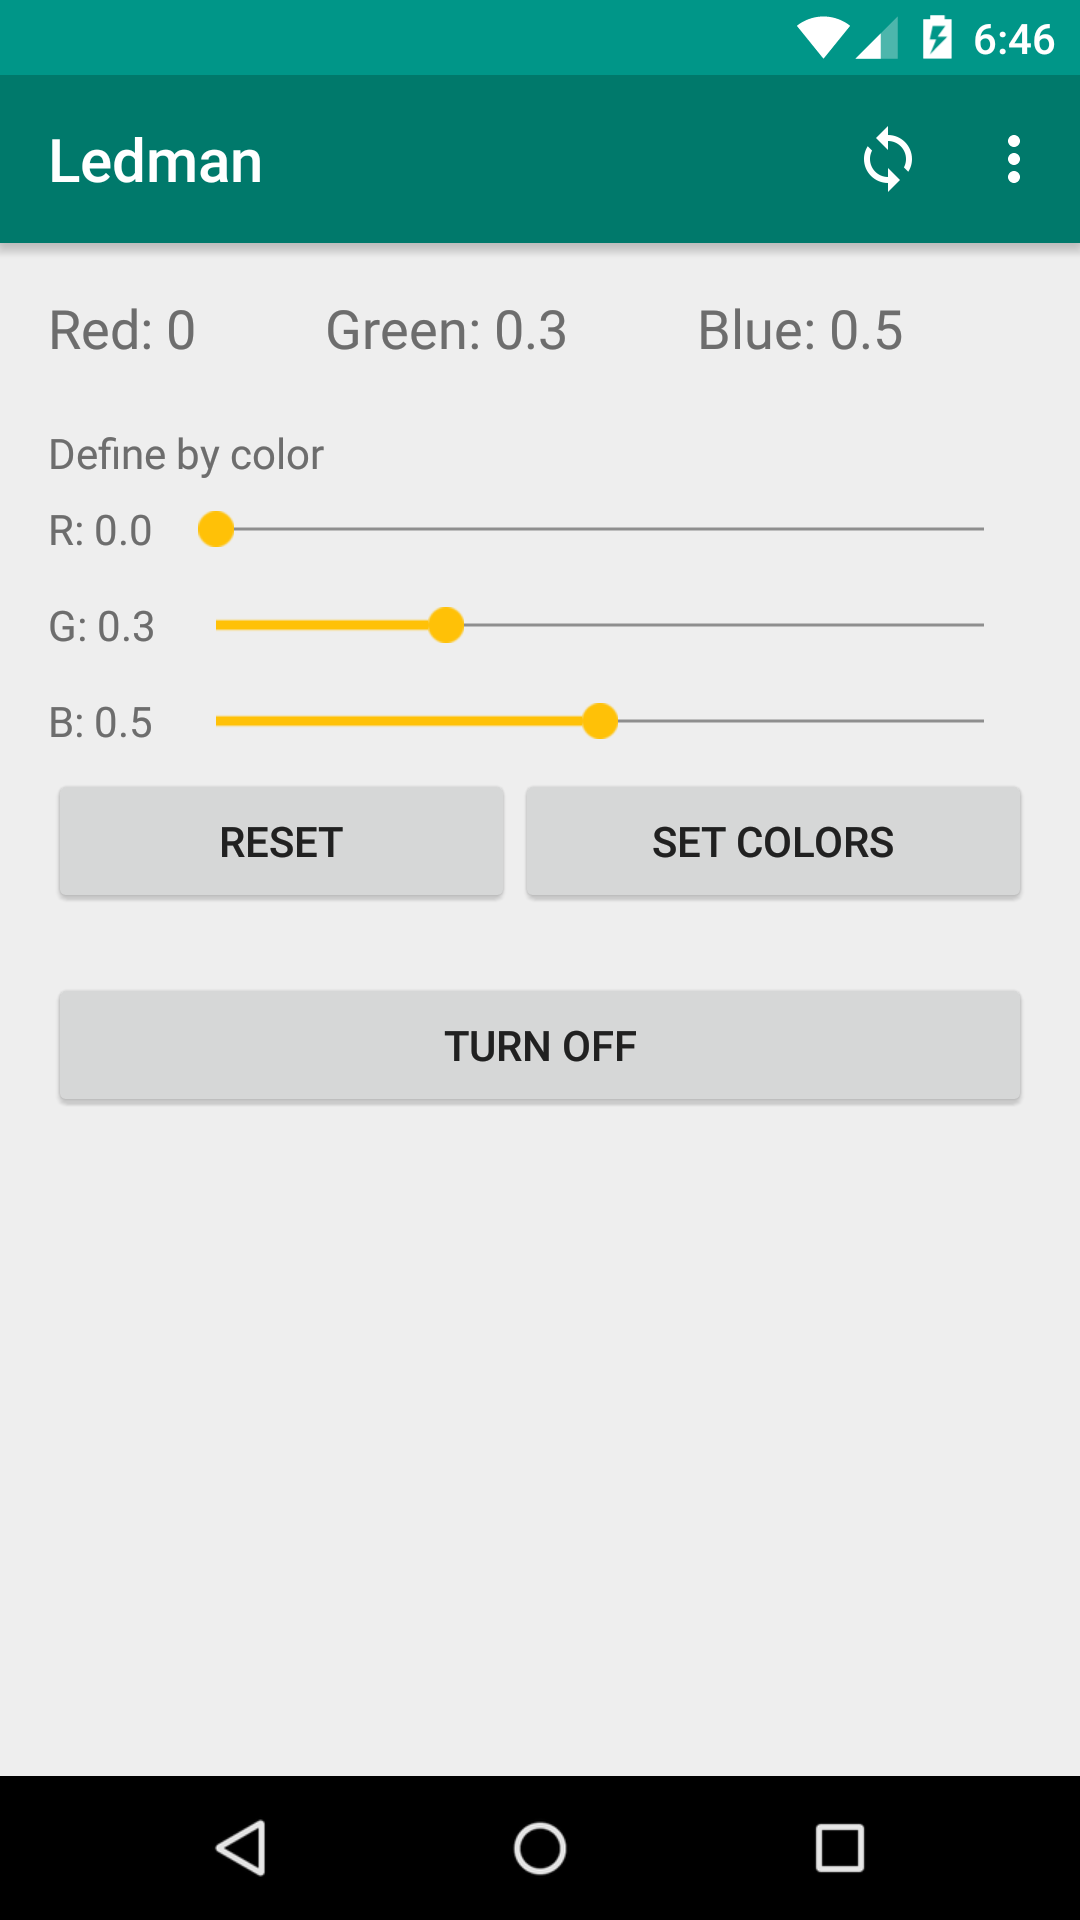 6:46
Ledman
Red: 0 Green: 0.3 Blue: 0.5
Define by color
R: 0.0
G: 0.3
B: 0.5
RESET SET COLORS
TURN OFF